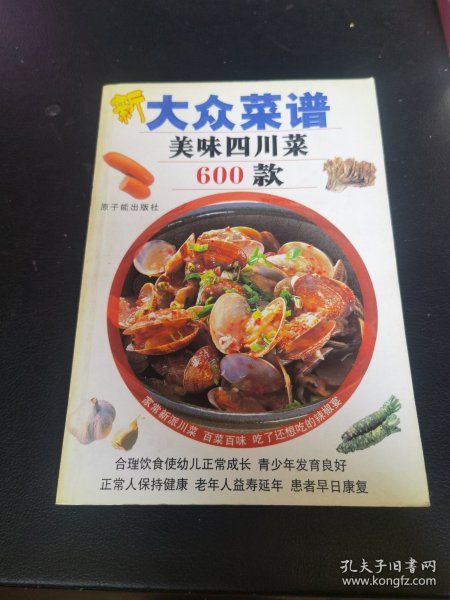 新
大众菜谱
美味四川菜
600款
原子能出版社
家常新派川菜 百菜百味 吃了还想吃的辣椒宴
合理饮食使幼儿正常成长 青少年发育良好
正常人保持健康 老年人益寿延年 患者早日康复
孔夫子旧书网
www.kongfz.com